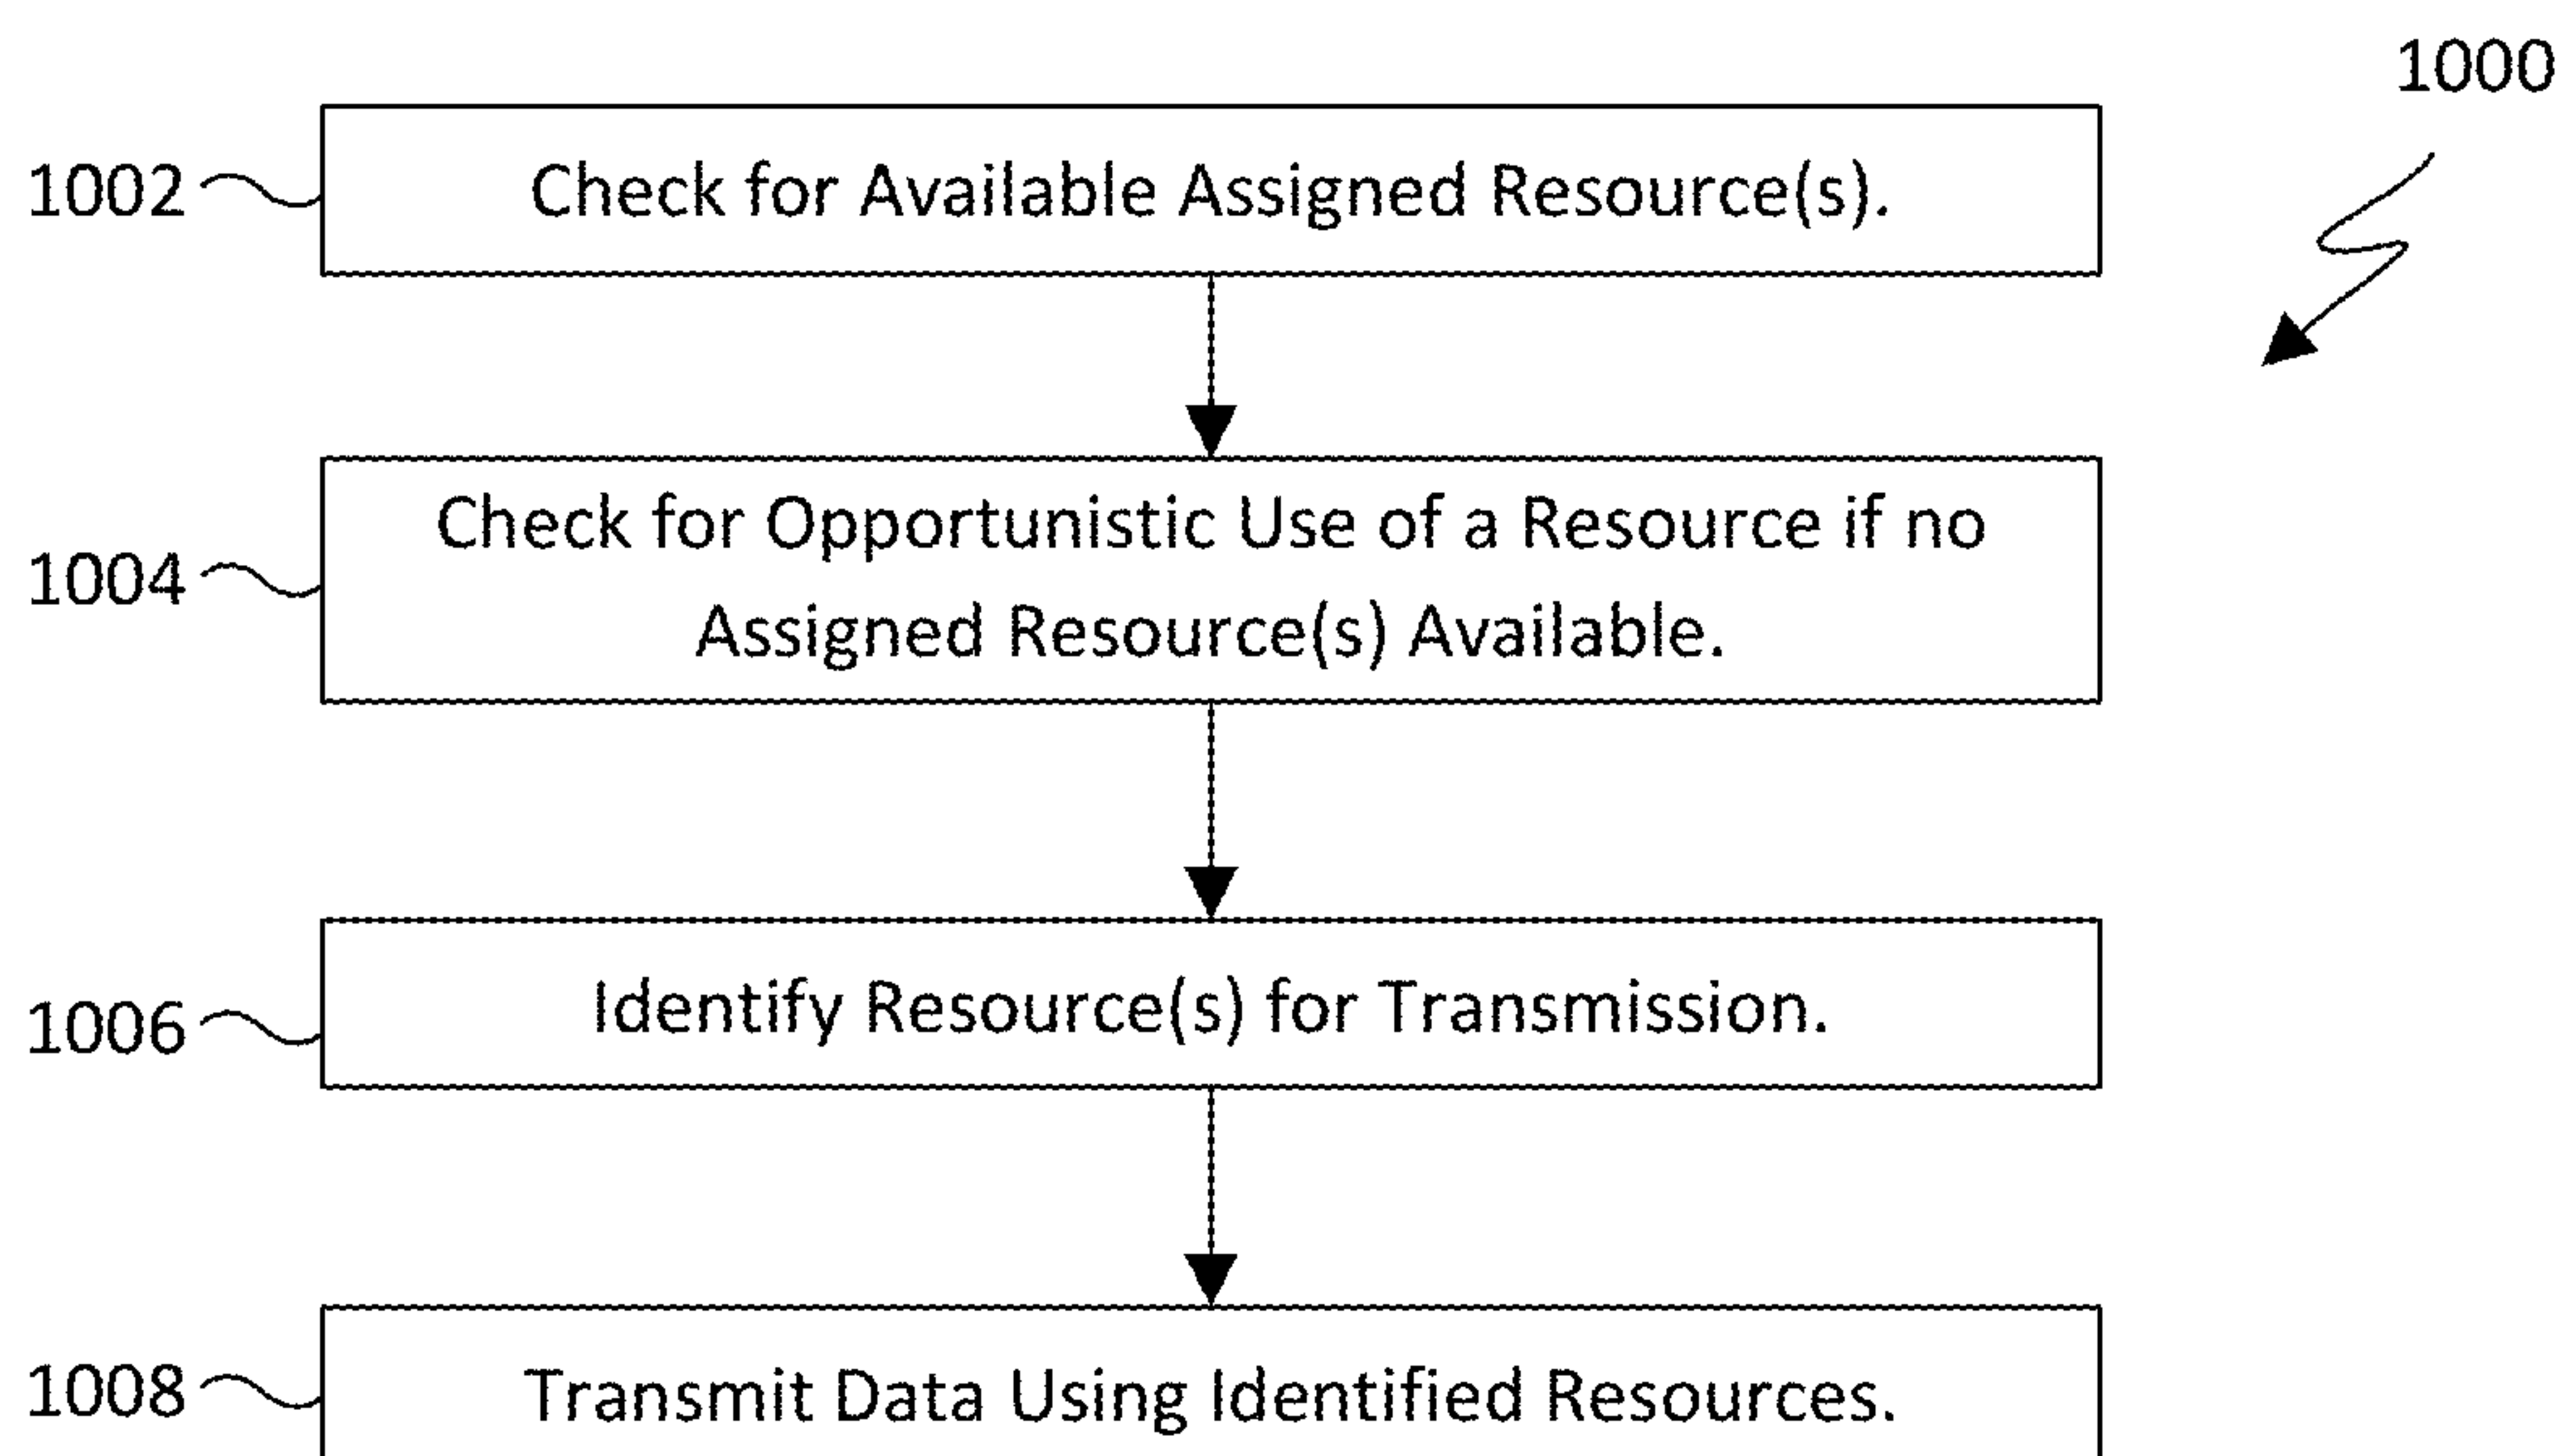 1000
1002
Check for Available Assigned Resource(s).
1004
Check for Opportunistic Use of a Resource if no
Assigned Resource(s) Available.
1006
Identify Resource(s) for Transmission.
1008
Transmit Data Using Identified Resources.